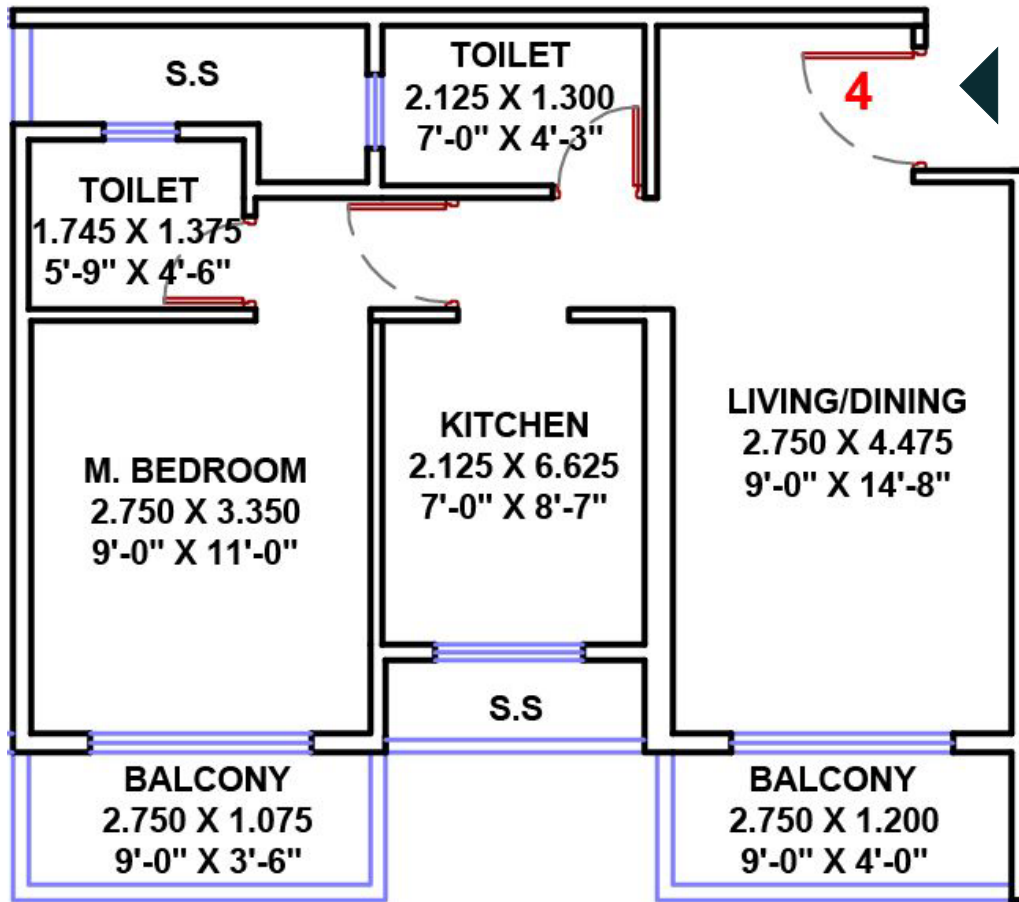 S.S
TOILET
2.125 X 1.300
7'-0" X 4'-3"
4
TOILET
1.745 X 1.375
5'-9" X 4'-6"
LIVING/DINING
2.750 X 4.475
9'-0" X 14'-8"
KITCHEN
2.125 X 6.625
7'-0" X 8'-7"
M. BEDROOM
2.750 X 3.350
9'-0" X 11'-0"
S.S
BALCONY
2.750 X 1.075
9'-0" X 3'-6"
BALCONY
2.750 X 1.200
9'-0" X 4'-0"